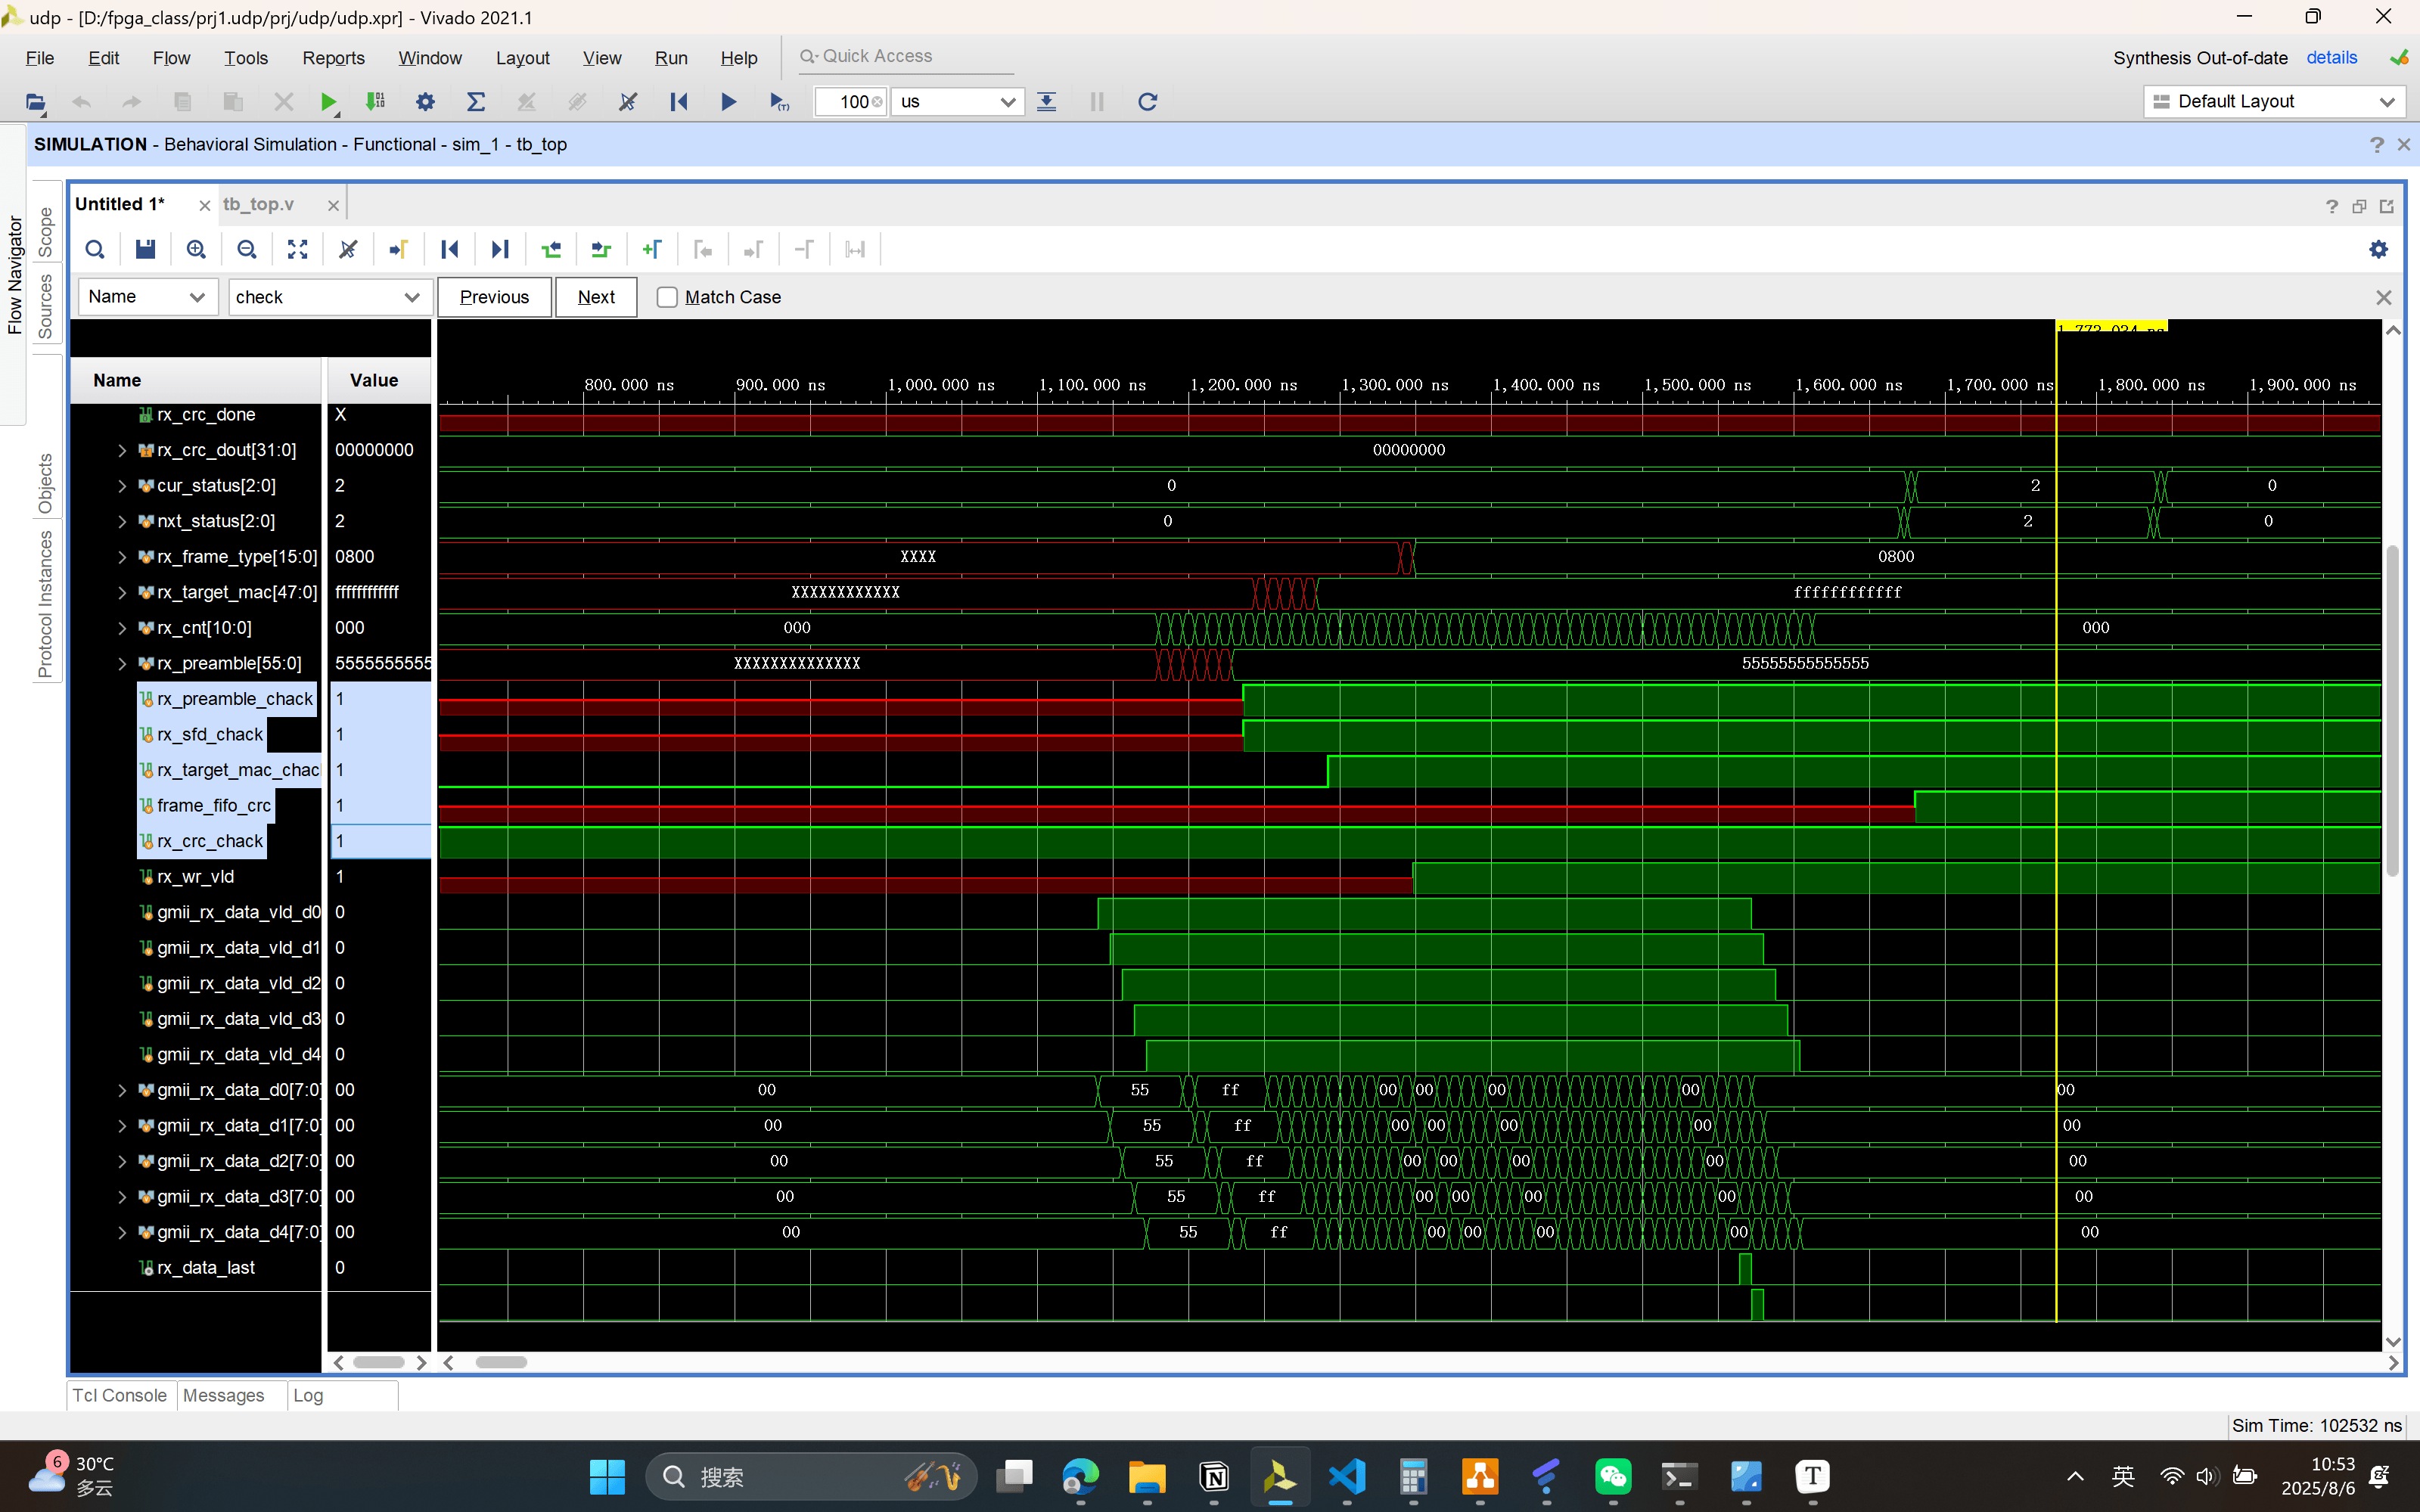 udp - [D:/fpga_class/prj1.udp/prj/udp/udp.xpr] - Vivado 2021.1
File Edit Flow Tools Reports Window Layout View Run Help Quick Access
Synthesis Out-of-date details
100 us
Default Layout
SIMULATION - Behavioral Simulation - Functional - sim_1 - tb_top
Flow Navigator
Scope
Sources
Objects
Protocol Instances
Untitled 1* tb_top.v
Name check Previous Next Match Case
Name Value
800.000 ns 900.000 ns 1,000.000 ns 1,100.000 ns 1,200.000 ns 1,300.000 ns 1,400.000 ns 1,500.000 ns 1,600.000 ns 1,700.000 ns 1,800.000 ns 1,900.000 ns
rx_crc_done X
rx_crc_dout[31:0] 00000000 00000000
cur_status[2:0] 2 0 2 0
nxt_status[2:0] 2 0 2 0
rx_frame_type[15:0] 0800 XXXX 0800
rx_target_mac[47:0] ffffffffffff XXXXXXXXXXXX ffffffffffff
rx_cnt[10:0] 000 000 000
rx_preamble[55:0] 5555555555 XXXXXXXXXXXXXX 55555555555555
rx_preamble_chack 1
rx_sfd_chack 1
rx_target_mac_chac 1
frame_fifo_crc 1
rx_crc_chack 1
rx_wr_vld 1
gmii_rx_data_vld_d0 0
gmii_rx_data_vld_d1 0
gmii_rx_data_vld_d2 0
gmii_rx_data_vld_d3 0
gmii_rx_data_vld_d4 0
gmii_rx_data_d0[7:0] 00 00 55 ff 00 00 00 00 00
gmii_rx_data_d1[7:0] 00 00 55 ff 00 00 00 00 00
gmii_rx_data_d2[7:0] 00 00 55 ff 00 00 00 00 00
gmii_rx_data_d3[7:0] 00 00 55 ff 00 00 00 00 00
gmii_rx_data_d4[7:0] 00 00 55 ff 00 00 00 00 00
rx_data_last 0
Tcl Console Messages Log
Sim Time: 102532 ns
6 30°C
多云
搜索
英
10:53
2025/8/6